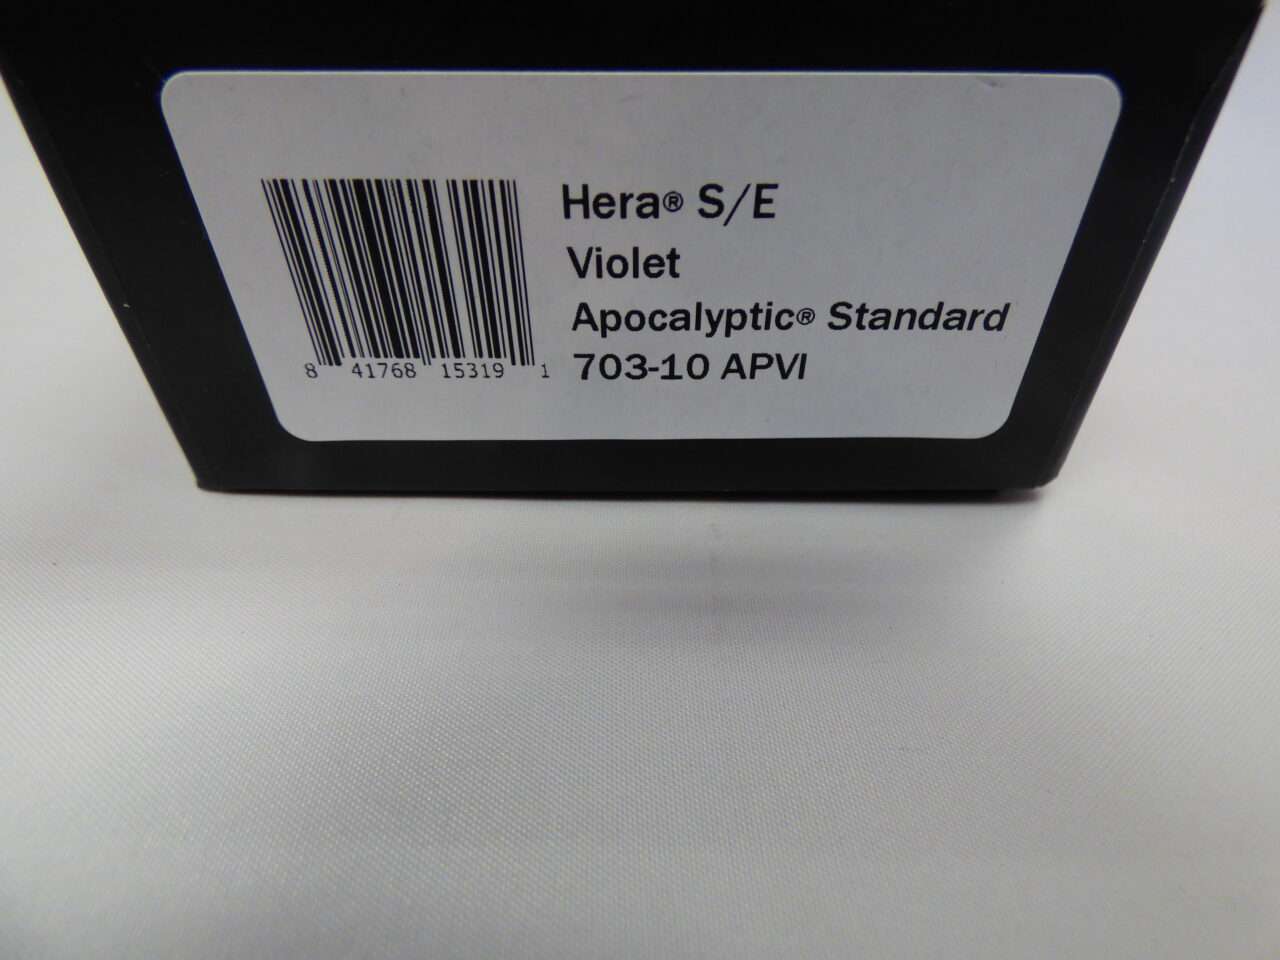 Hera® S/E
Violet
Apocalyptic® Standard
703-10 APVI
8 41768 15319 1